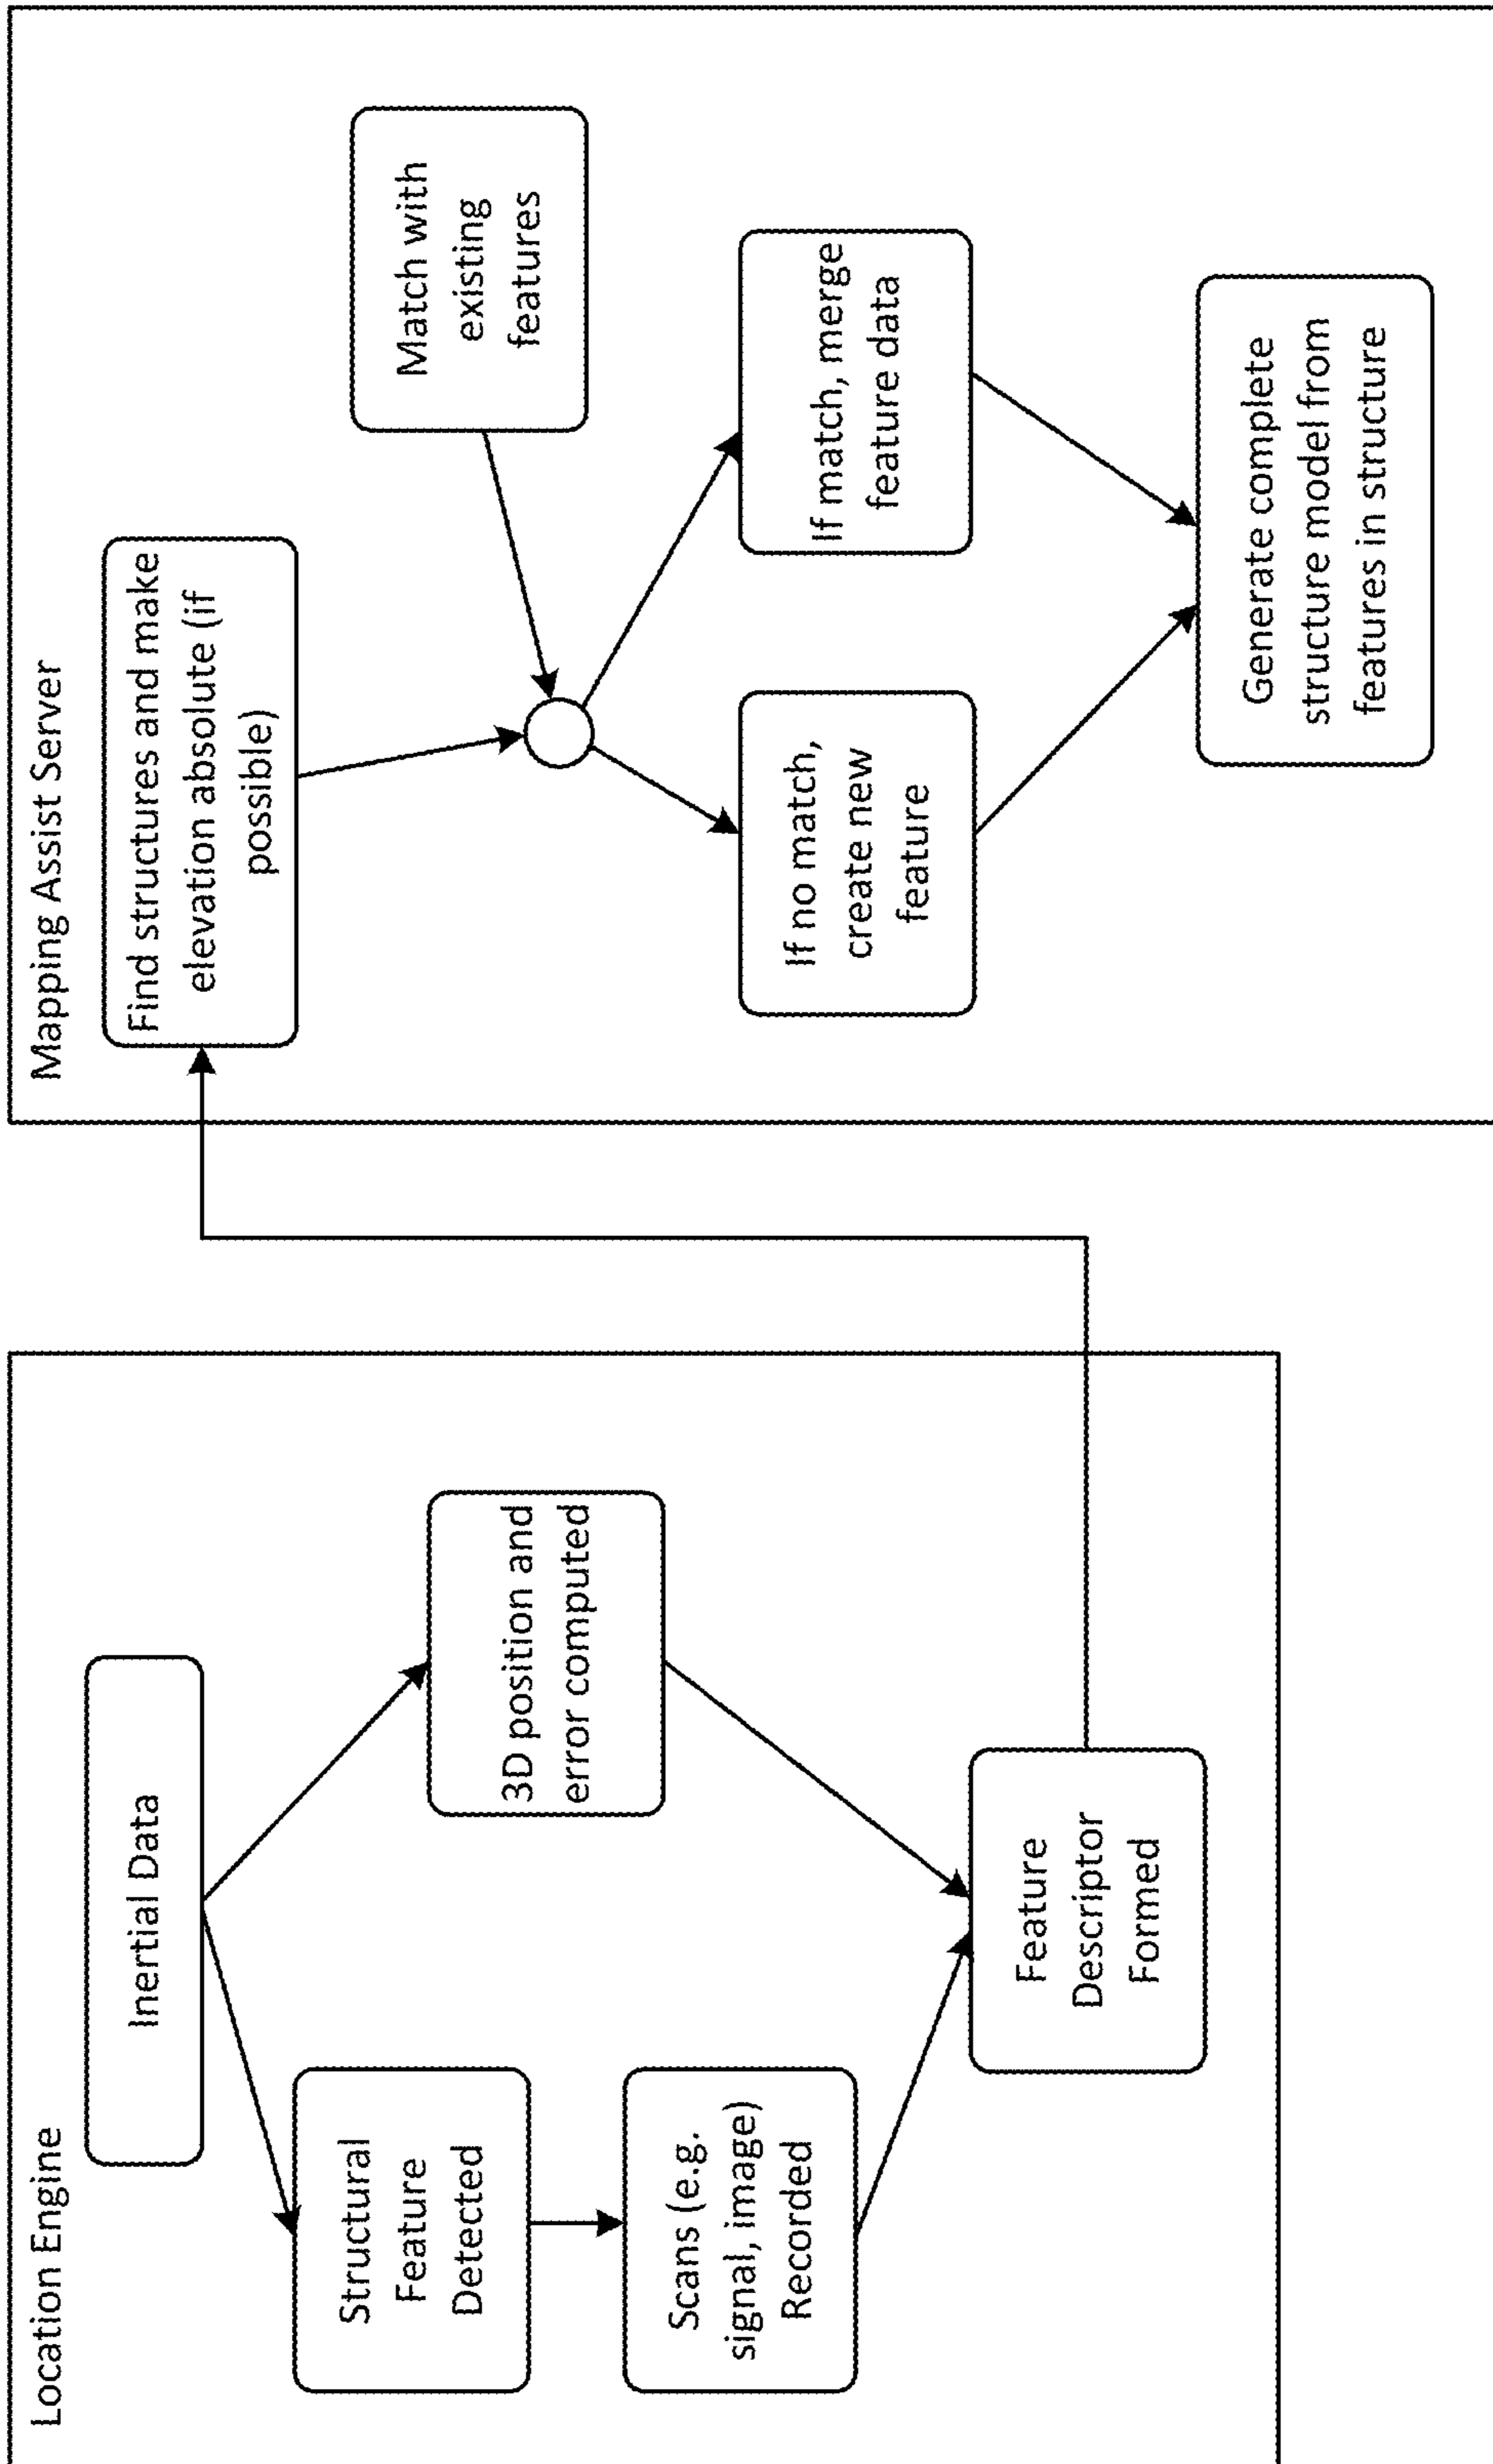 Location Engine
Inertial Data
Structural
Feature
Detected
3D position and
error computed
Scans (e.g.
signal, image)
Recorded
Feature
Descriptor
Formed
Mapping Assist Server
Find structures and make
elevation absolute (if
possible)
Match with
existing
features
If no match,
create new
feature
If match, merge
feature data
Generate complete
structure model from
features in structure